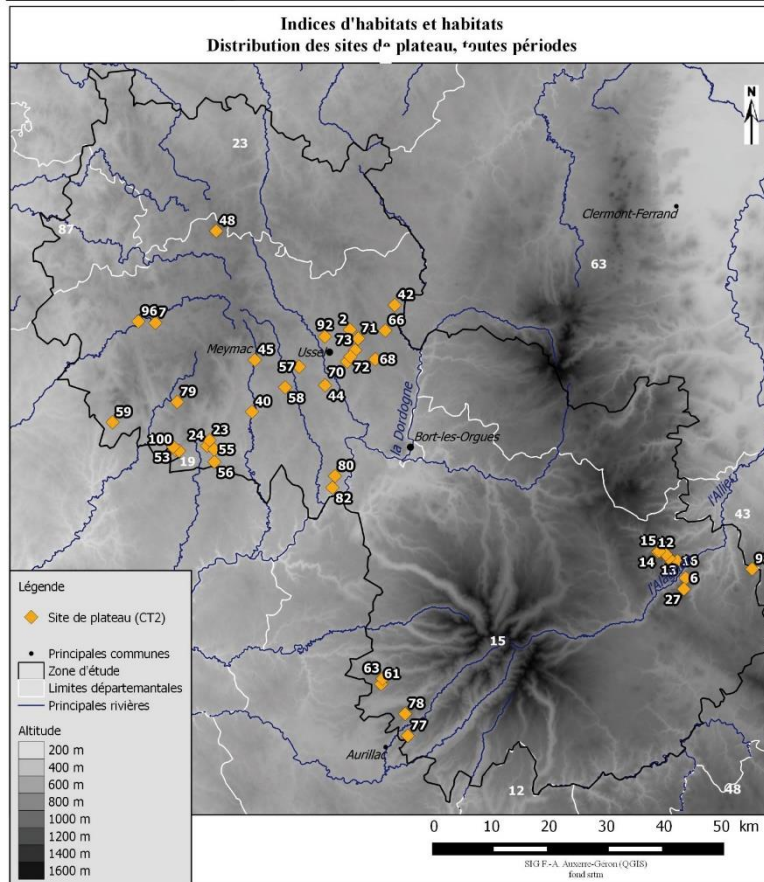 Indices d'habitats et habitats
Distribution des sites de plateau, toutes périodes
N
23
48
87
Clermont-Ferrand
63
42
96 7
92
2
71
66
73
Meymac
45
Ussel
57
70
72
68
58
44
79
40
59
la Dordogne
Bort-les-Orgues
100
24
23
55
53
19
56
80
82
l'Allier
43
15
12
14
13
16
9
l'Alagnon
6
27
15
63
61
78
77
Aurillac
12
48
Légende
Site de plateau (CT2)
Principales communes
Zone d'étude
Limites départementales
Principales rivières
Altitude
200 m
400 m
600 m
800 m
1000 m
1200 m
1400 m
1600 m
0 10 20 30 40 50 km
SIG F.-A. Auxerre-Géron (QGIS)
fond srtm